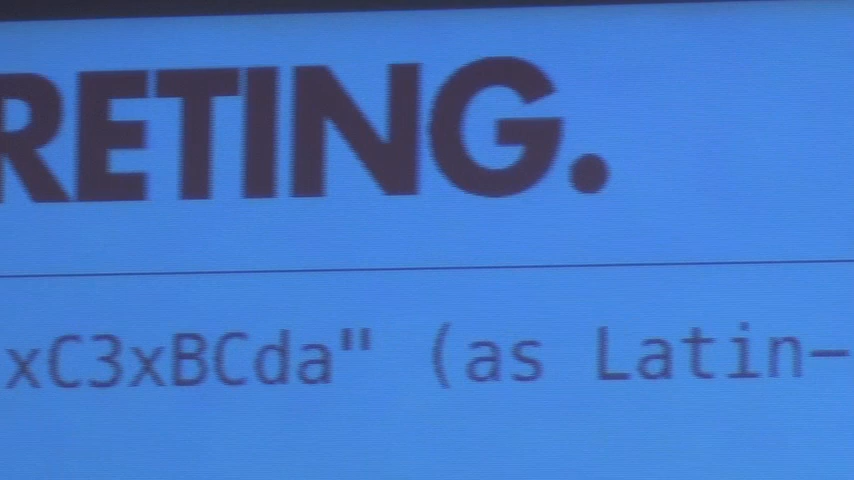 RETING.
xC3xBCda" (as Latin-